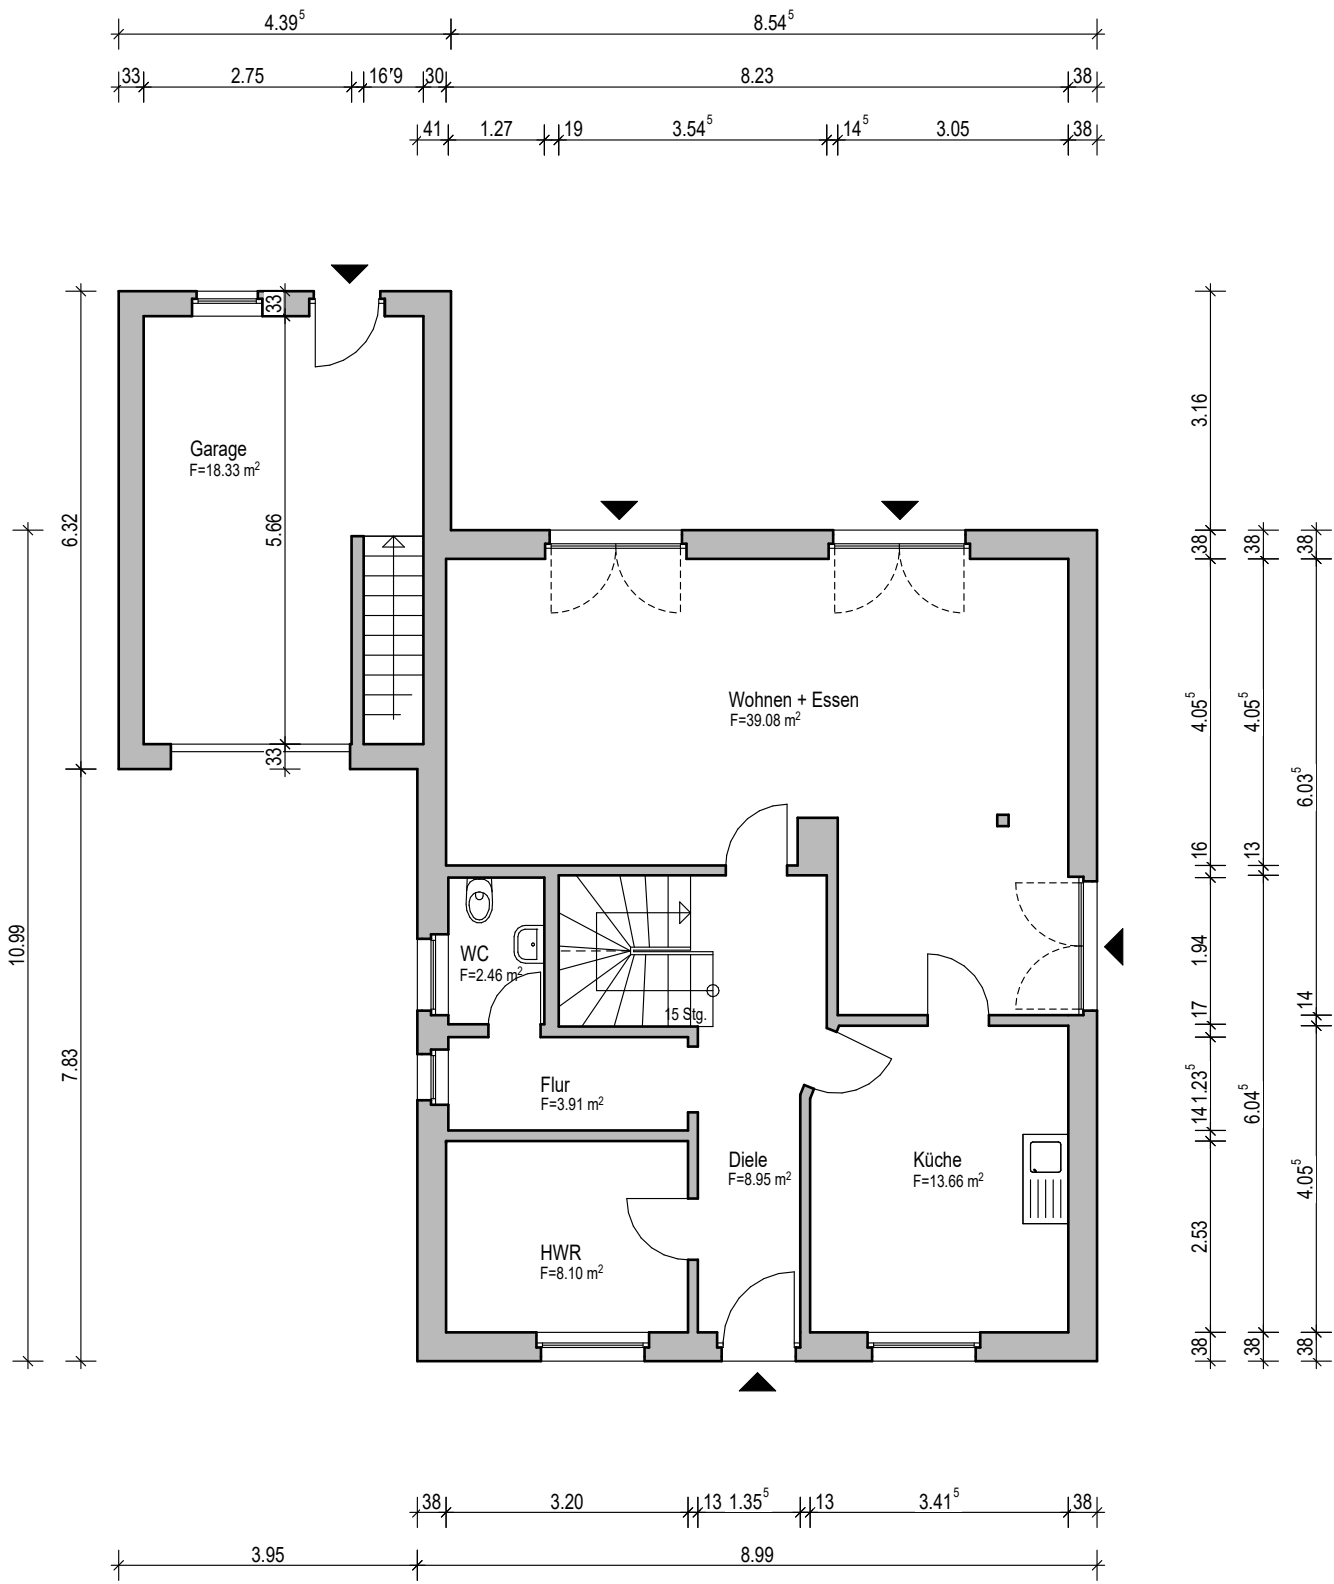 4.39⁵ 8.54⁵
33 2.75 16 79 30 8.23 38
41 1.27 19 3.54⁵ 14⁵ 3.05 38
33
Garage
F=18.33 m²
5.66
33
6.32
7.83
10.99
3.16
38
4.05⁵
16
1.94
17
1.23⁵
14
2.53
38
38
4.05⁵
13
6.04⁵
38
38
6.03⁵
14
4.05⁵
38
Wohnen + Essen
F=39.08 m²
WC
F=2.46 m²
15 Stg.
Flur
F=3.91 m²
Diele
F=8.95 m²
Küche
F=13.66 m²
HWR
F=8.10 m²
38 3.20 13 1.35⁵ 13 3.41⁵ 38
3.95 8.99